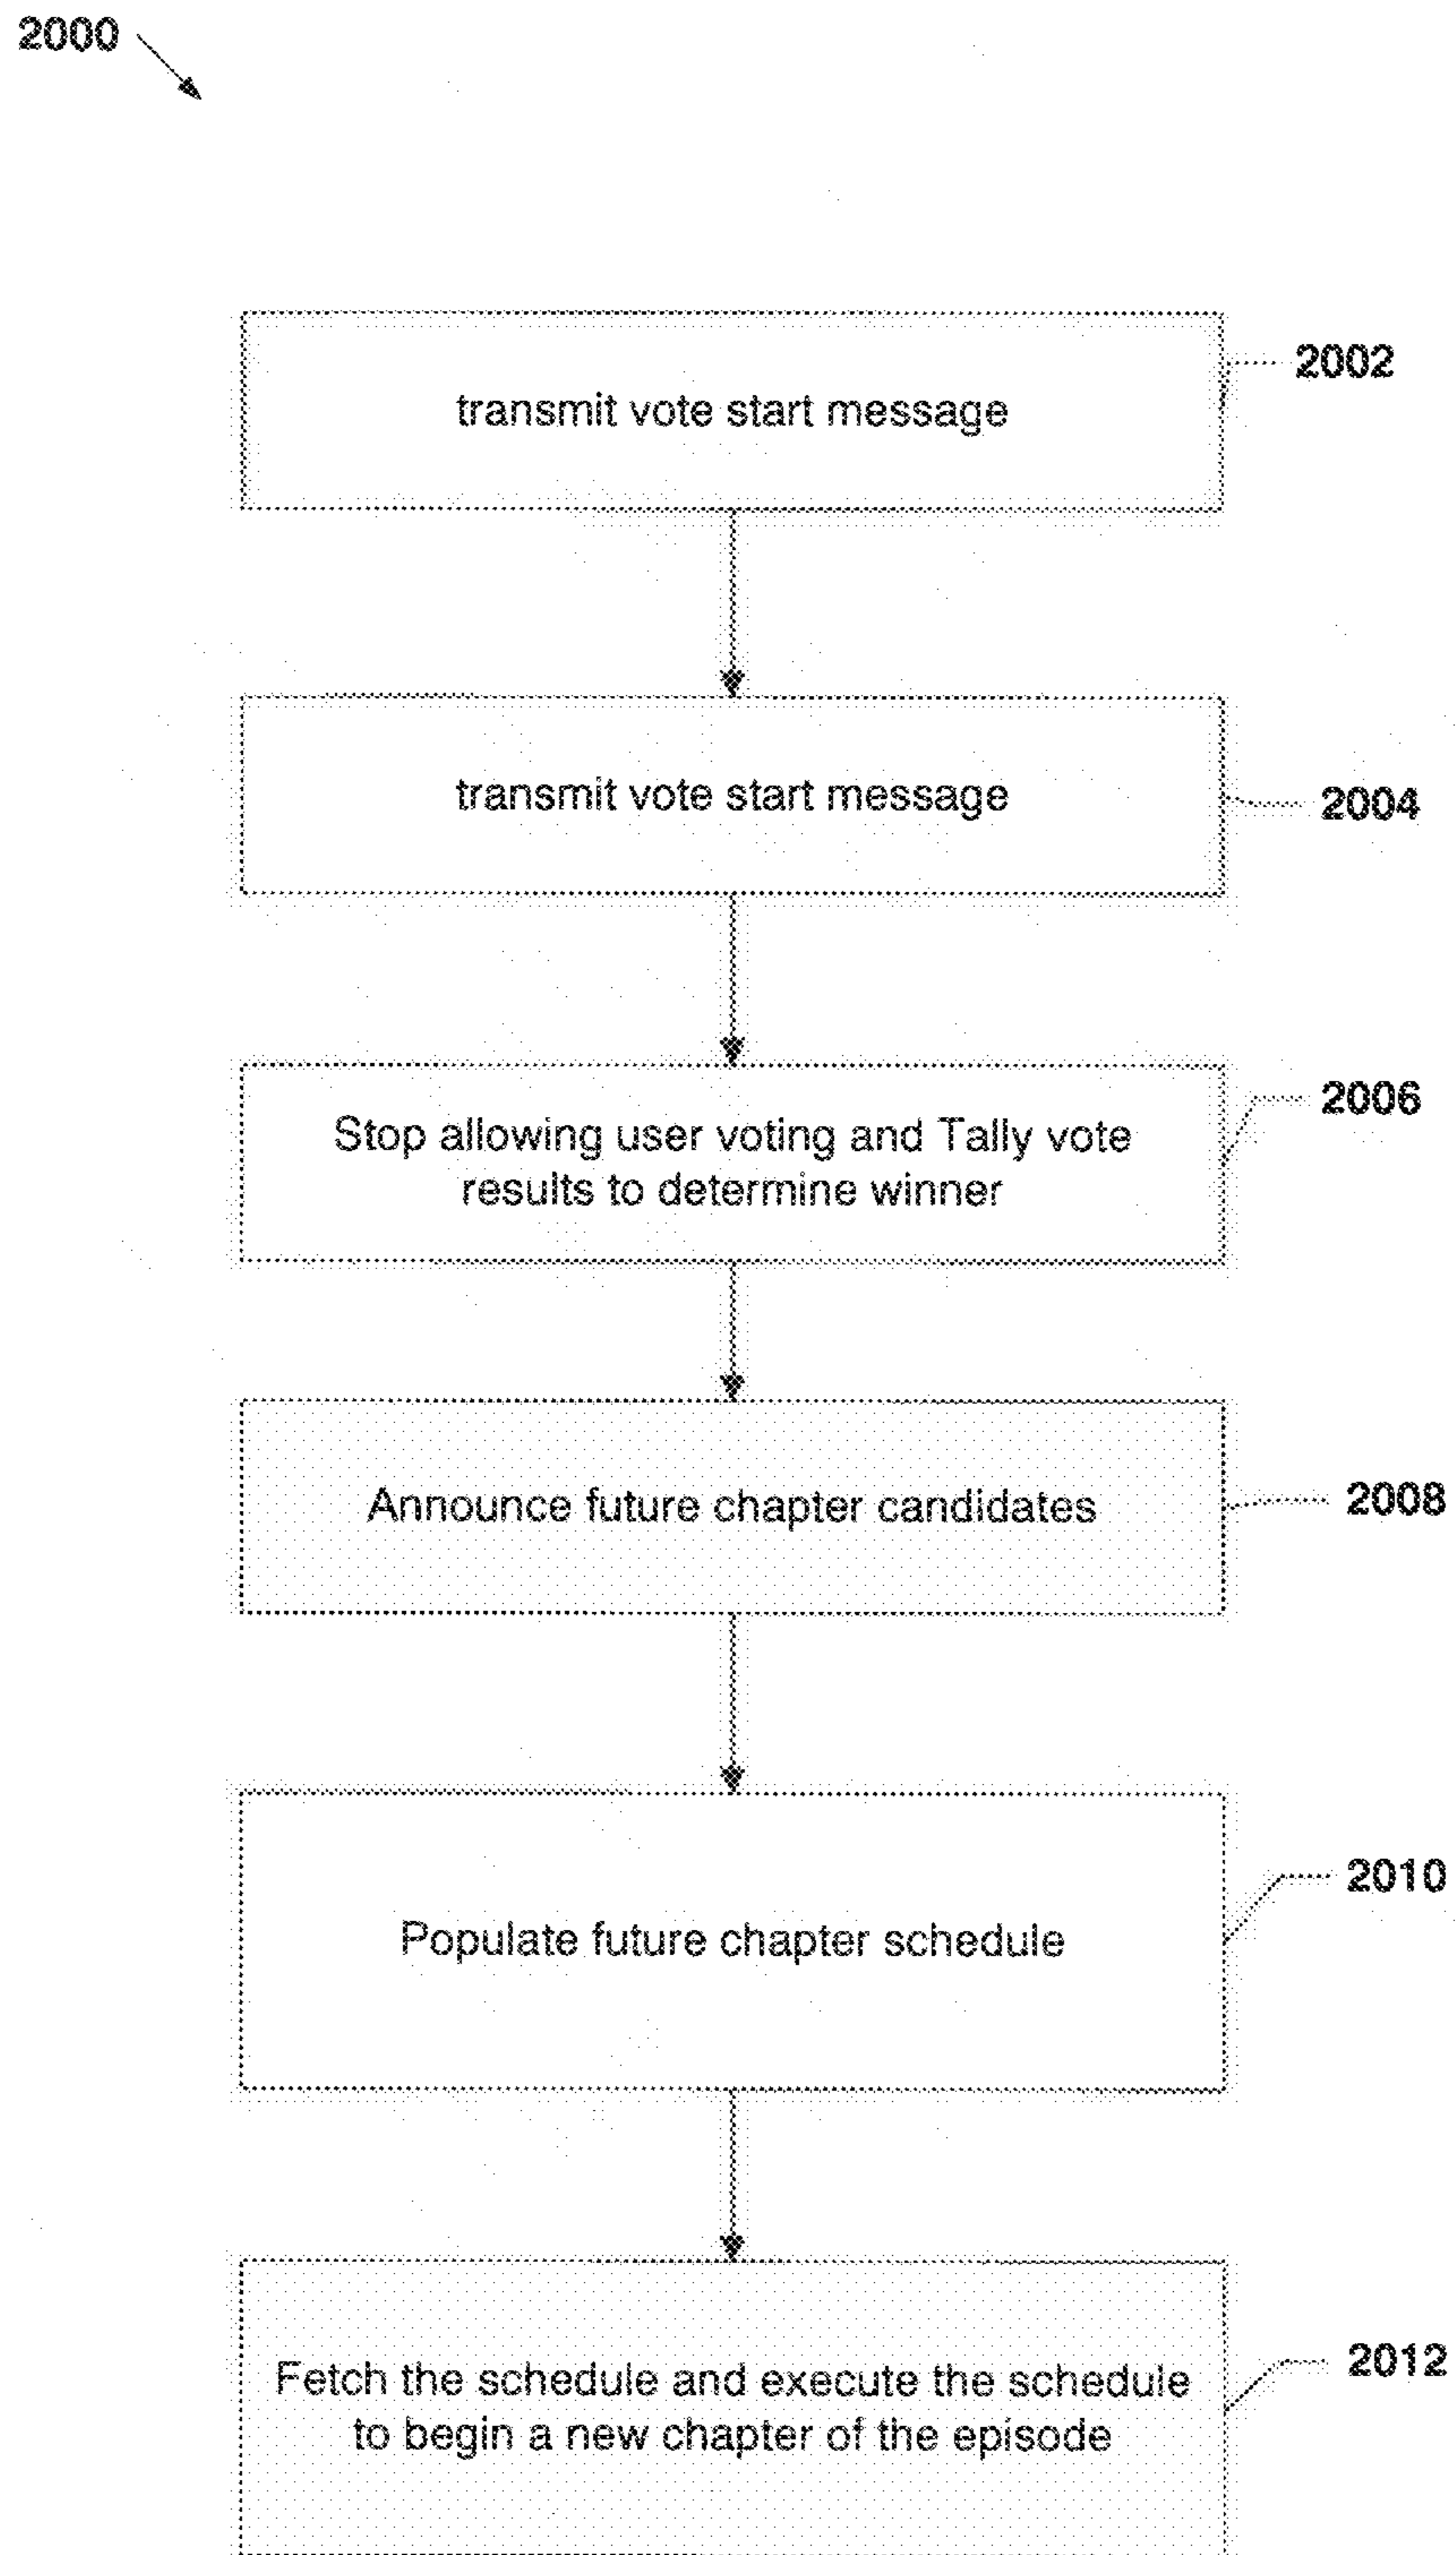 2000
transmit vote start message
2002
transmit vote start message
2004
Stop allowing user voting and Tally vote
results to determine winner
2006
Announce future chapter candidates
2008
Populate future chapter schedule
2010
Fetch the schedule and execute the schedule
to begin a new chapter of the episode
2012